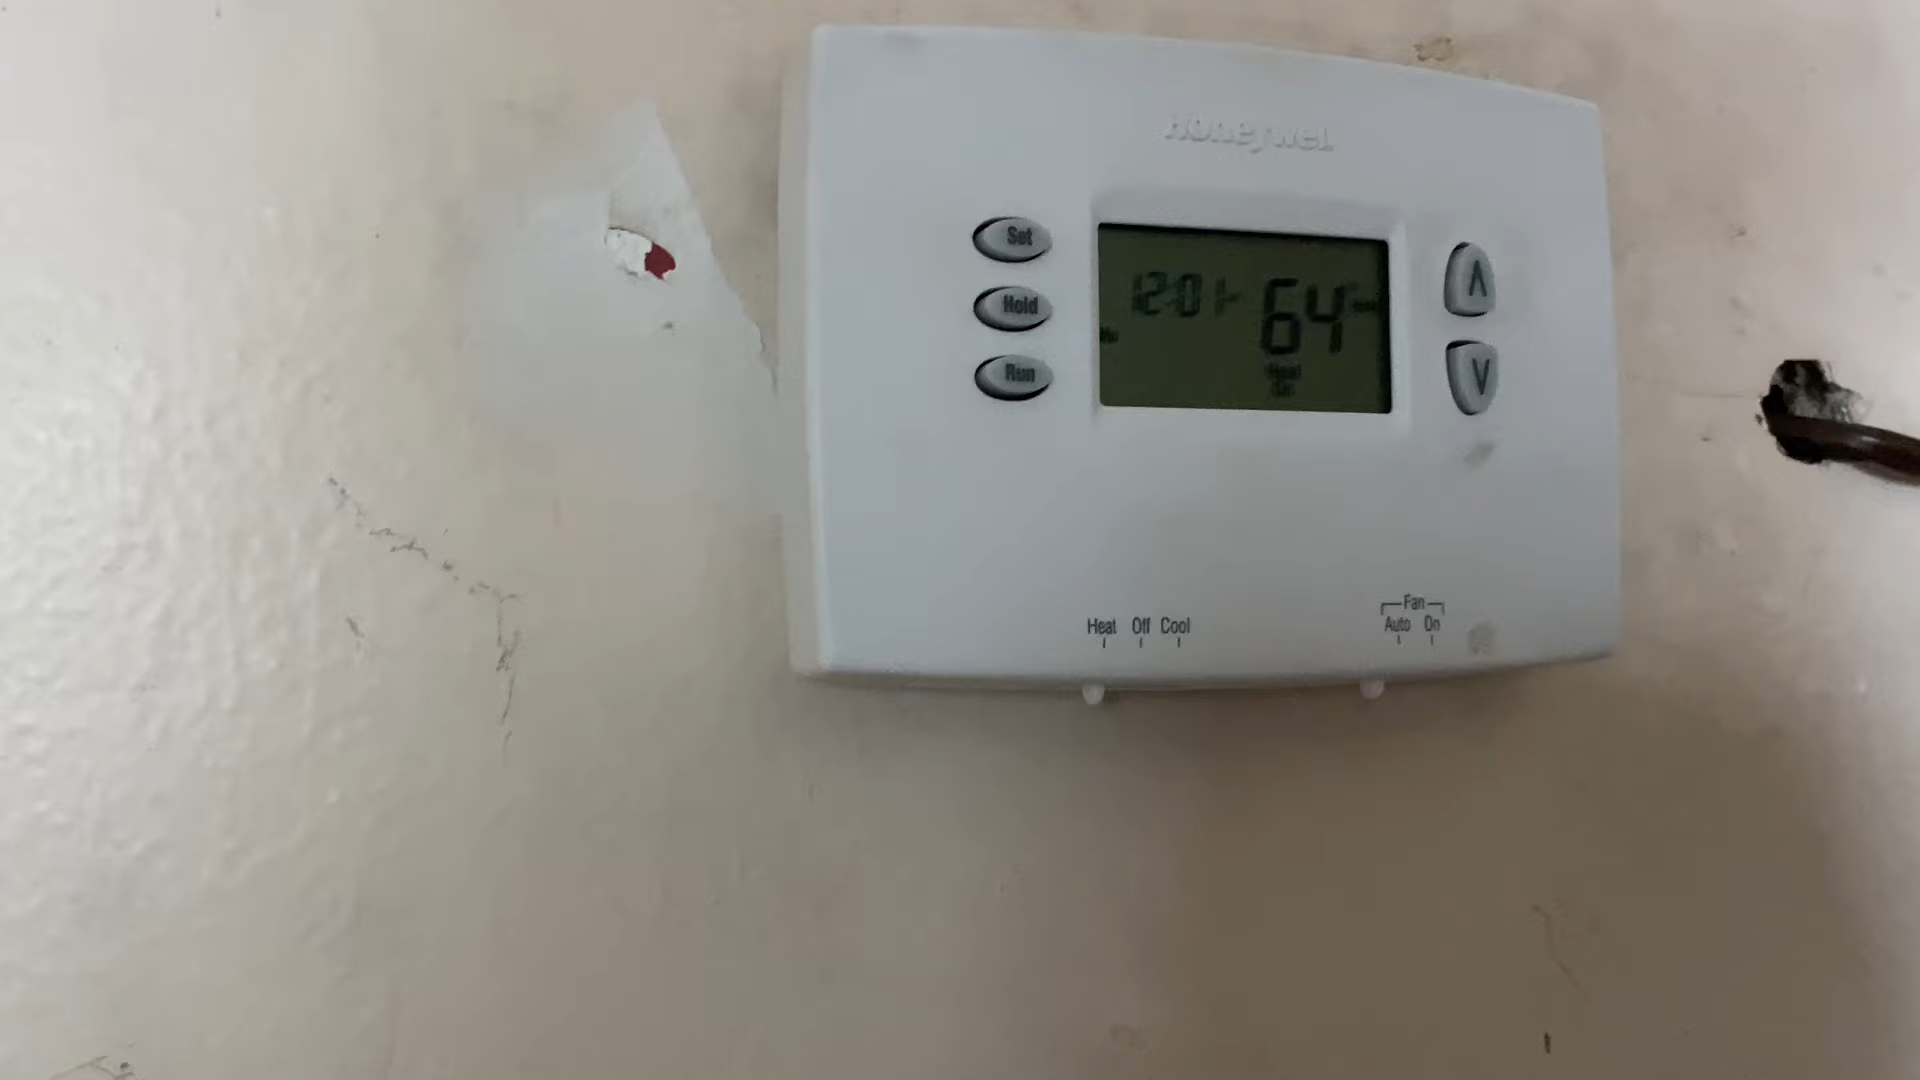 Honeywell
Set
Hold
Run
12:01
64
Heat
On
Heat Off Cool
Fan
Auto On